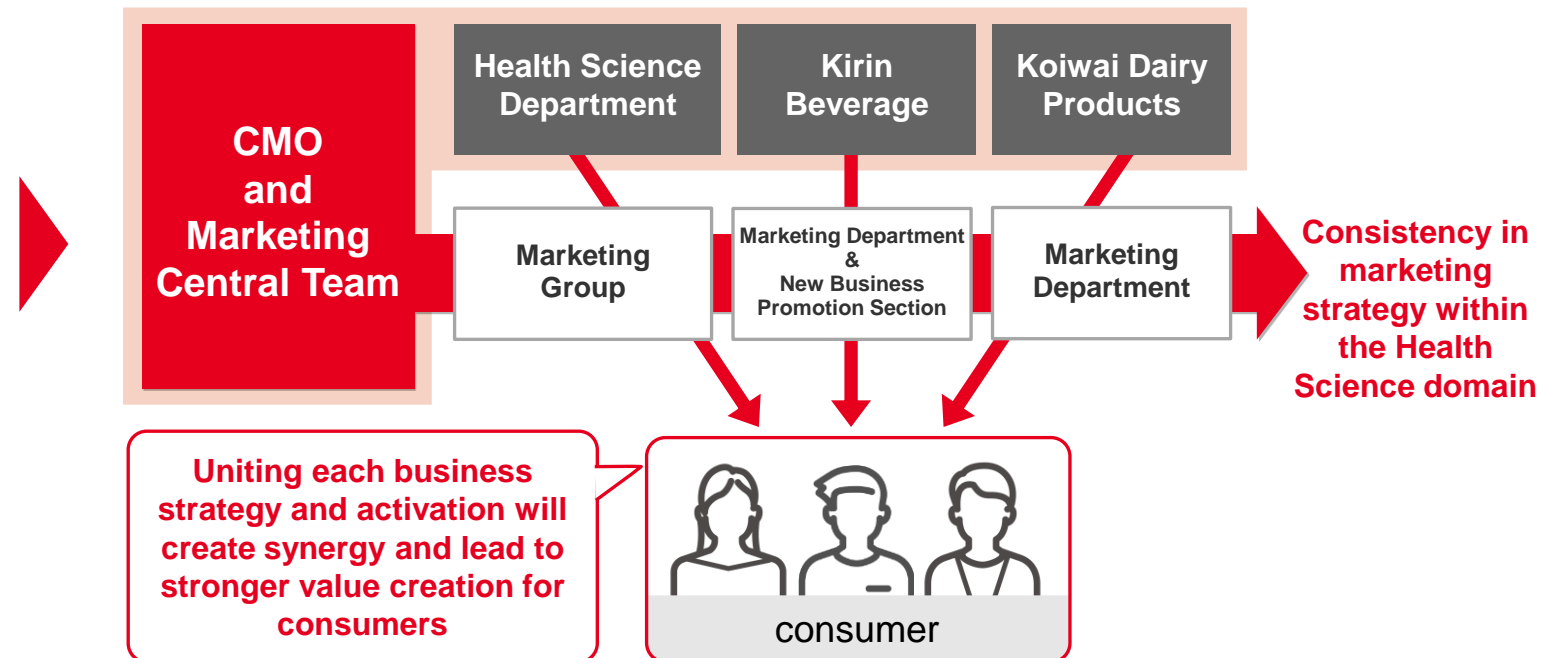 CMO
and
Marketing
Central Team
Health Science
Department
Kirin
Beverage
Koiwai Dairy
Products
Marketing
Group
Marketing Department
&
New Business
Promotion Section
Marketing
Department
Consistency in
marketing
strategy within
the Health
Science domain
Uniting each business
strategy and activation will
create synergy and lead to
stronger value creation for
consumers
consumer